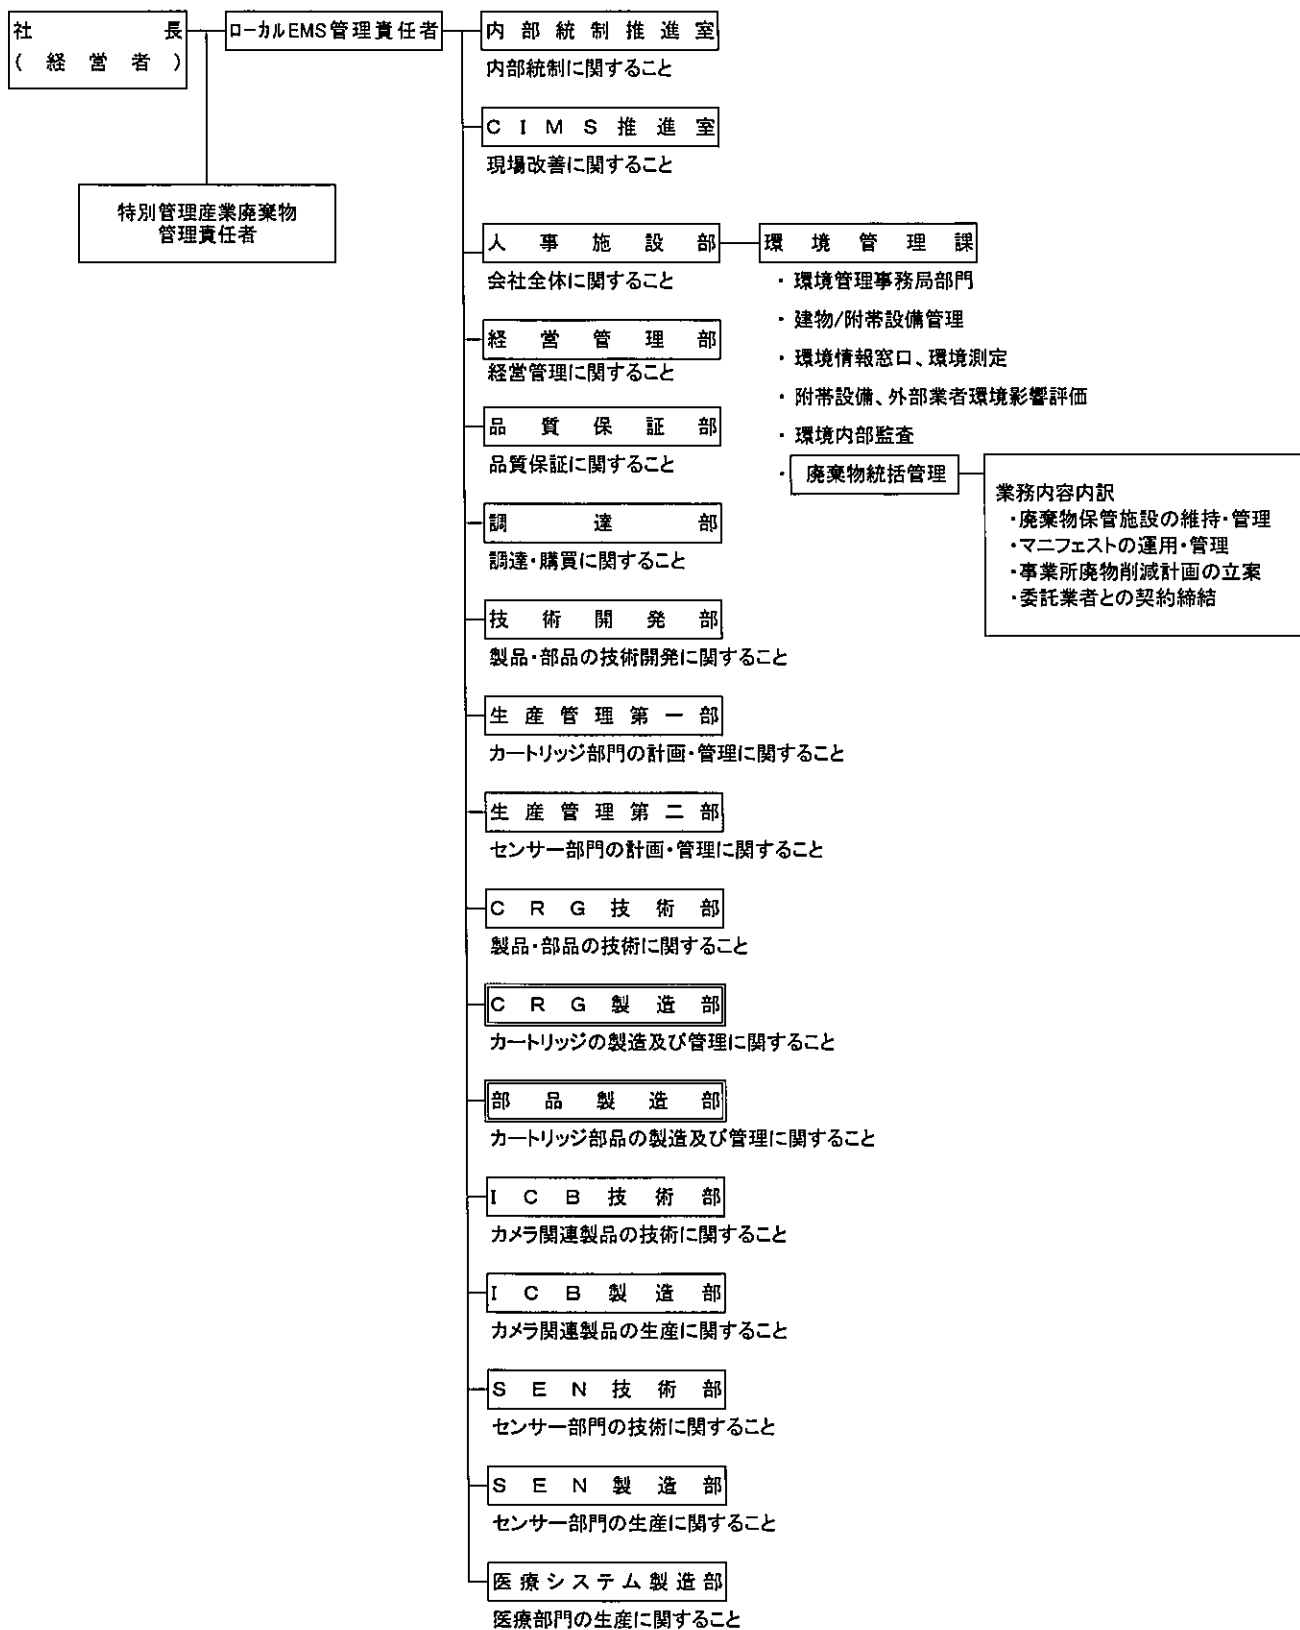 社長
(経営者)
ローカルEMS管理責任者
特別管理産業廃棄物
管理責任者
内部統制推進室
内部統制に関すること
CIMS推進室
現場改善に関すること
人事施設部
会社全体に関すること
環境管理課
・環境管理事務局部門
・建物/附帯設備管理
・環境情報窓口、環境測定
・附帯設備、外部業者環境影響評価
・環境内部監査
・廃棄物統括管理
業務内容内訳
・廃棄物保管施設の維持・管理
・マニフェストの運用・管理
・事業所廃物削減計画の立案
・委託業者との契約締結
経営管理部
経営管理に関すること
品質保証部
品質保証に関すること
調達部
調達・購買に関すること
技術開発部
製品・部品の技術開発に関すること
生産管理第一部
カートリッジ部門の計画・管理に関すること
生産管理第二部
センサー部門の計画・管理に関すること
CRG技術部
製品・部品の技術に関すること
CRG製造部
カートリッジの製造及び管理に関すること
部品製造部
カートリッジ部品の製造及び管理に関すること
ICB技術部
カメラ関連製品の技術に関すること
ICB製造部
カメラ関連製品の生産に関すること
SEN技術部
センサー部門の技術に関すること
SEN製造部
センサー部門の生産に関すること
医療システム製造部
医療部門の生産に関すること